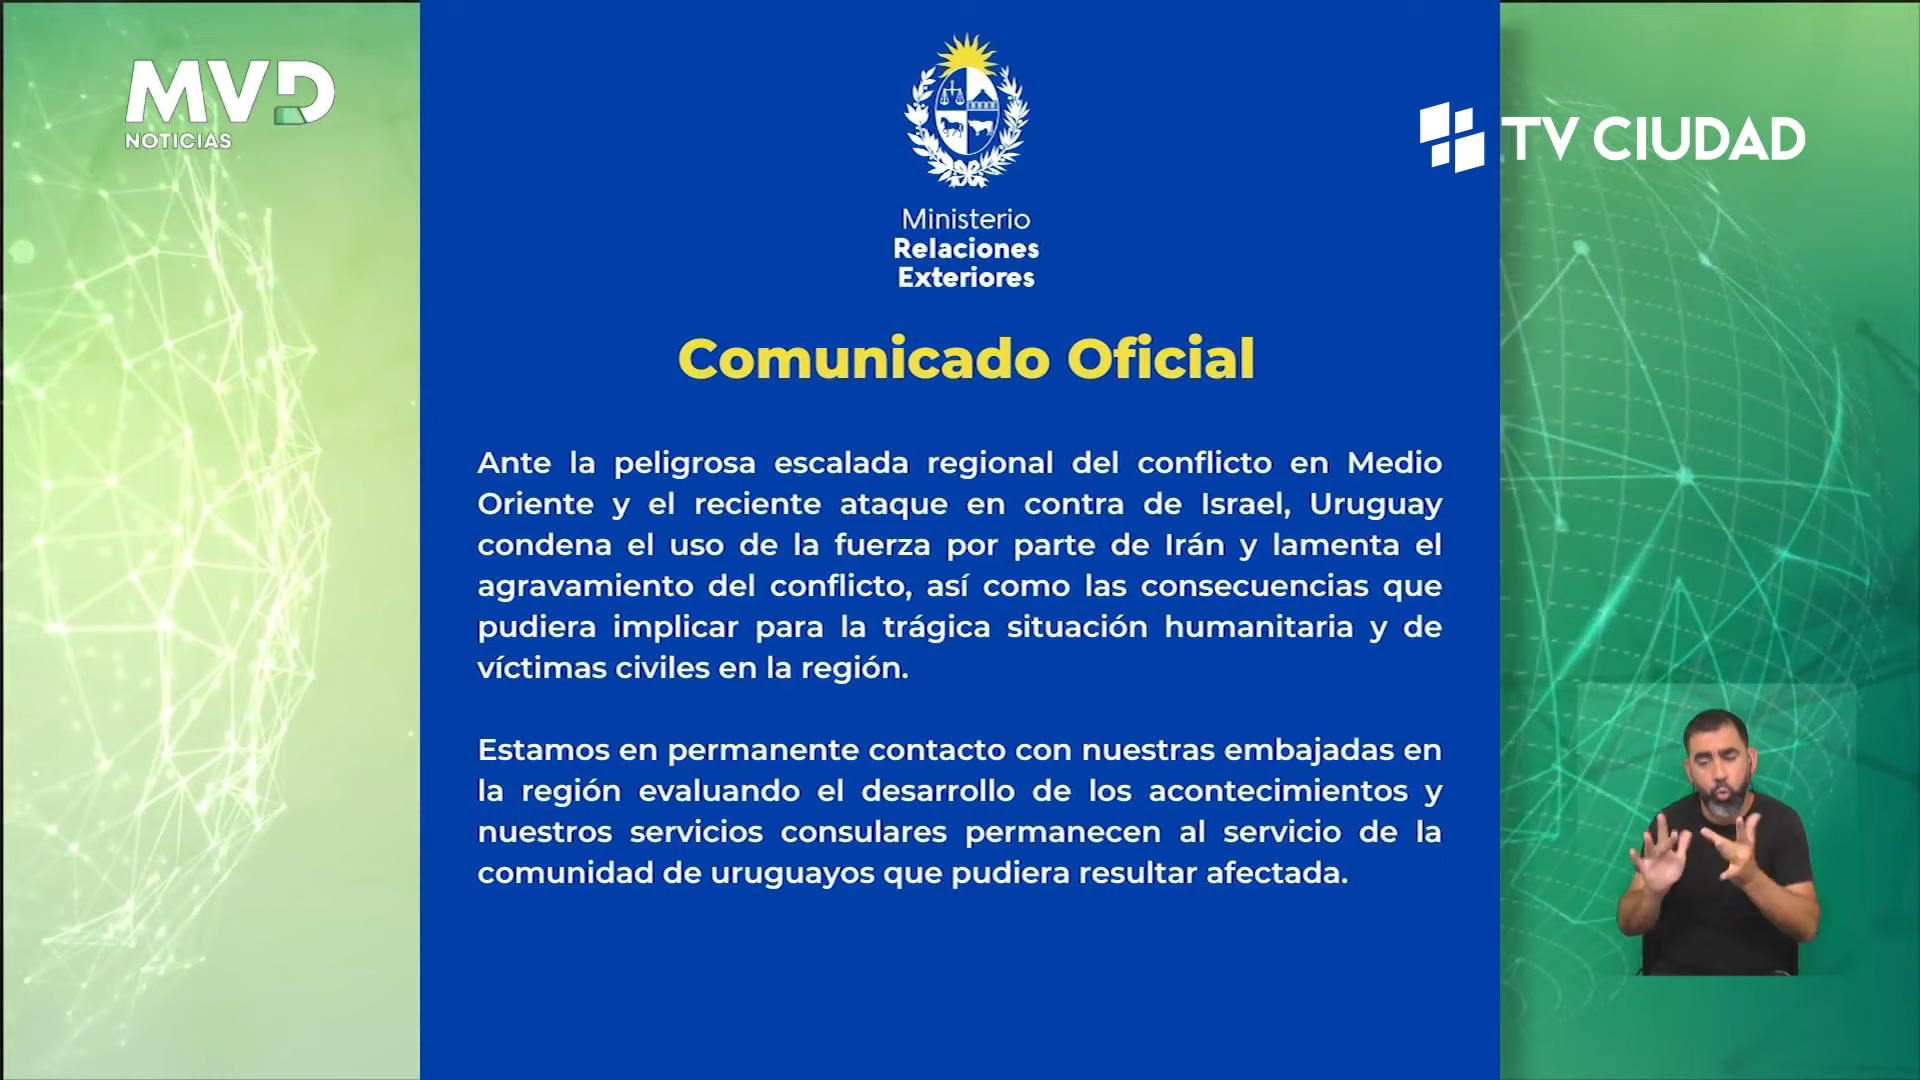 MVD
NOTICIAS
TV CIUDAD
Ministerio
Relaciones
Exteriores
Comunicado Oficial
Ante la peligrosa escalada regional del conflicto en Medio
Oriente y el reciente ataque en contra de Israel, Uruguay
condena el uso de la fuerza por parte de Irán y lamenta el
agravamiento del conflicto, así como las consecuencias que
pudiera implicar para la trágica situación humanitaria y de
víctimas civiles en la región.
Estamos en permanente contacto con nuestras embajadas en
la región evaluando el desarrollo de los acontecimientos y
nuestros servicios consulares permanecen al servicio de la
comunidad de uruguayos que pudiera resultar afectada.